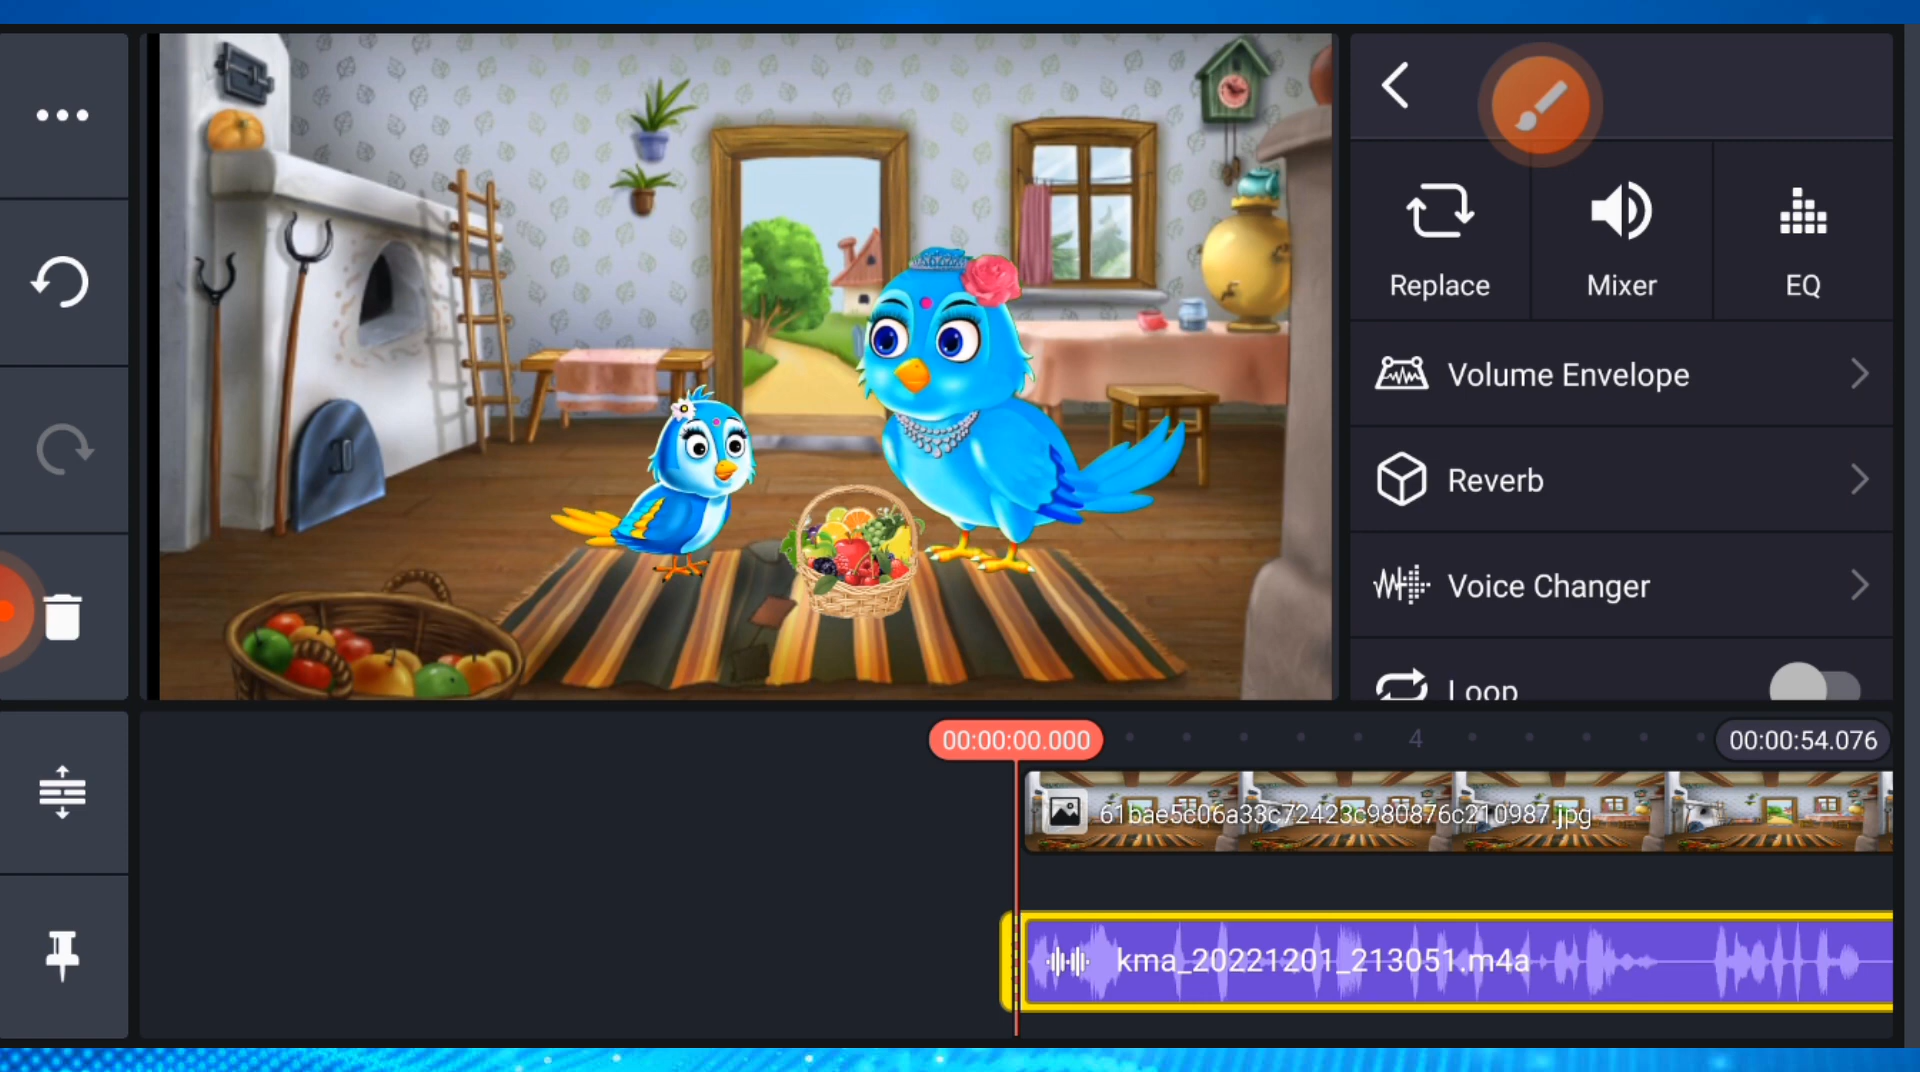 Replace
Mixer
EQ
Volume Envelope
Reverb
Voice Changer
Loop
00:00:00.000
4
00:00:54.076
61bae5c06a33c72423c980876c210987.jpg
kma_20221201_213051.m4a